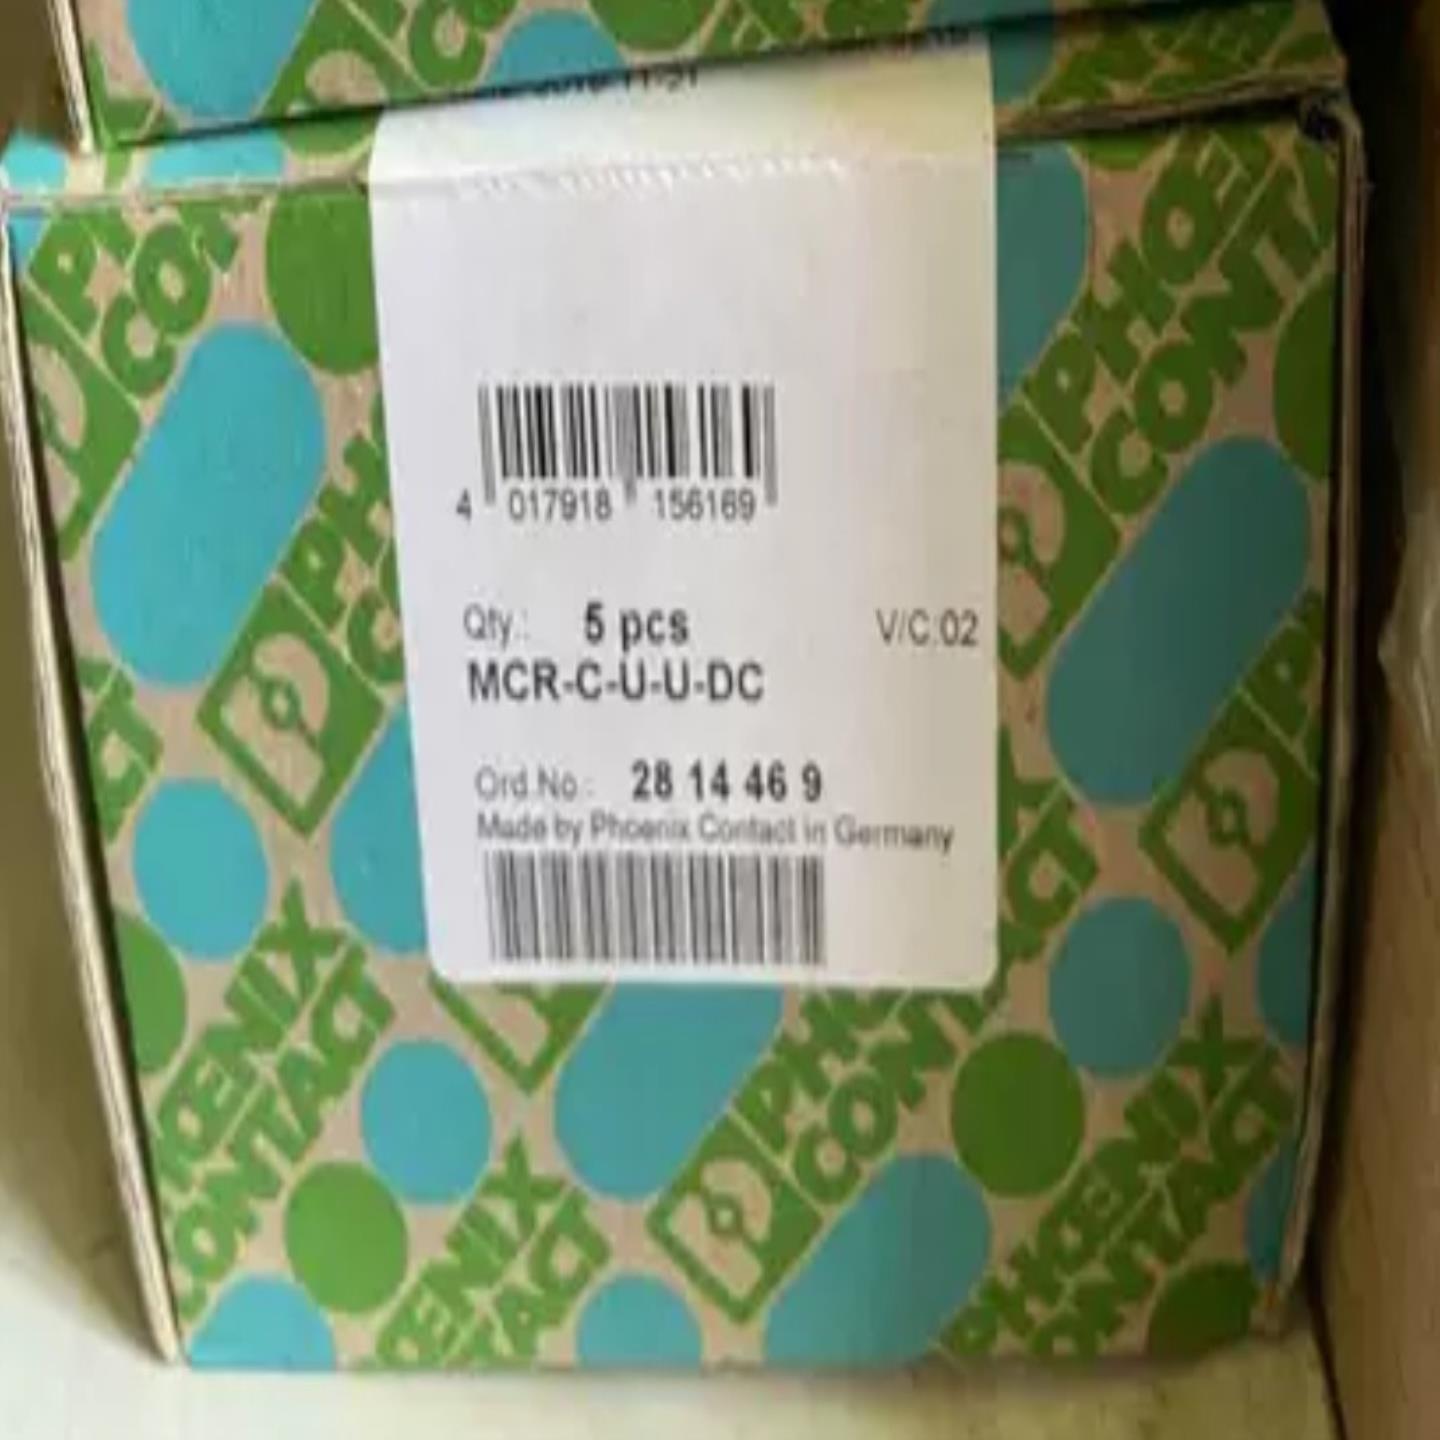 4 017918 156169
Qty.: 5 pcs V/C.02
MCR-C-U-U-DC
Ord.No.: 28 14 46 9
Made by Phoenix Contact in Germany
PHOENIX
CONTACT